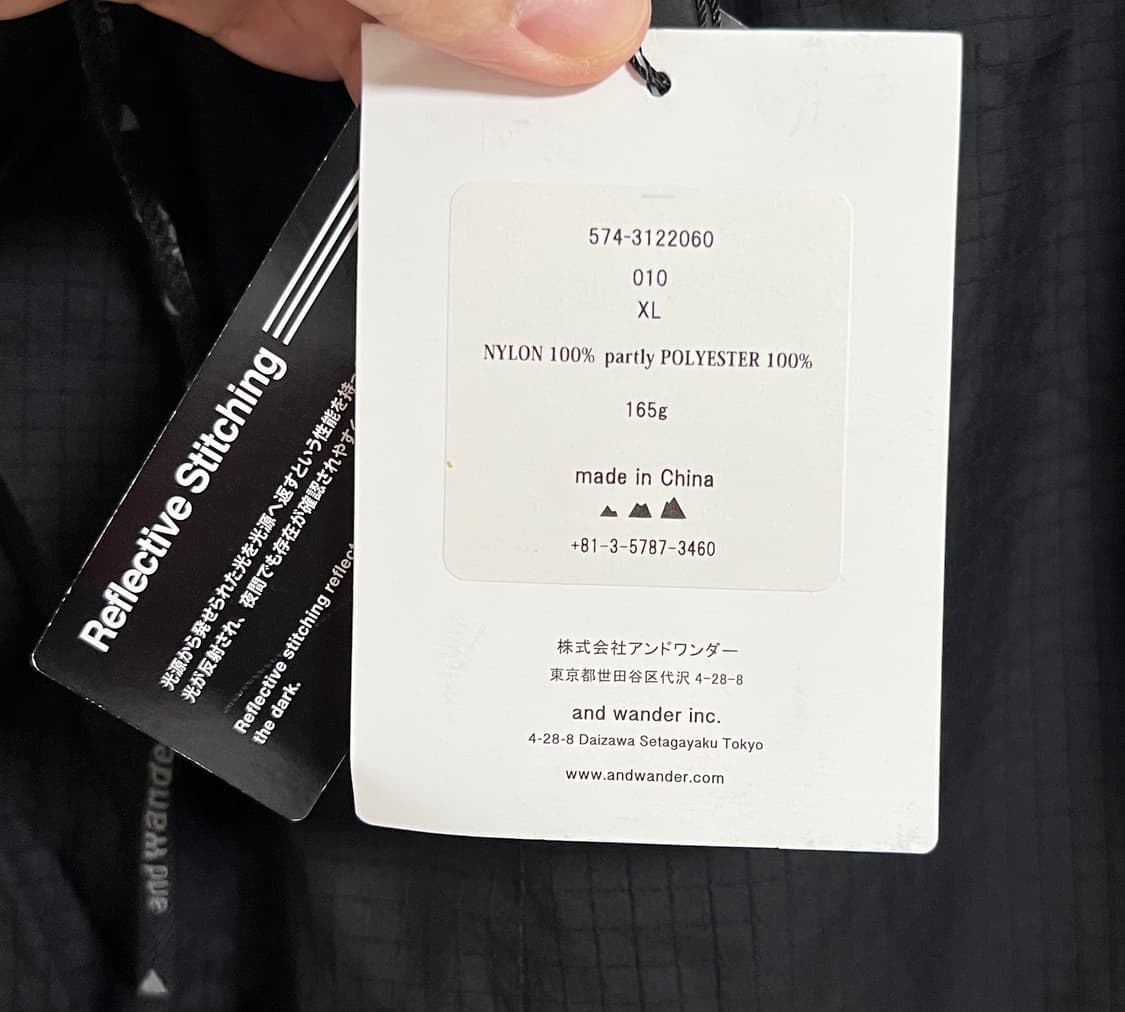 574-3122060
010
XL
NYLON 100% partly POLYESTER 100%
165g
made in China
+81-3-5787-3460
株式会社アンドワンダー
東京都世田谷区代沢 4-28-8
and wander inc.
4-28-8 Daizawa Setagayaku Tokyo
www.andwander.com
Reflective Stitching
光源から発せられた光を光源へ返すという性能を持
光が反射され、夜間でも存在が確認されやす
Reflective stitching reflect
the dark.
and wander